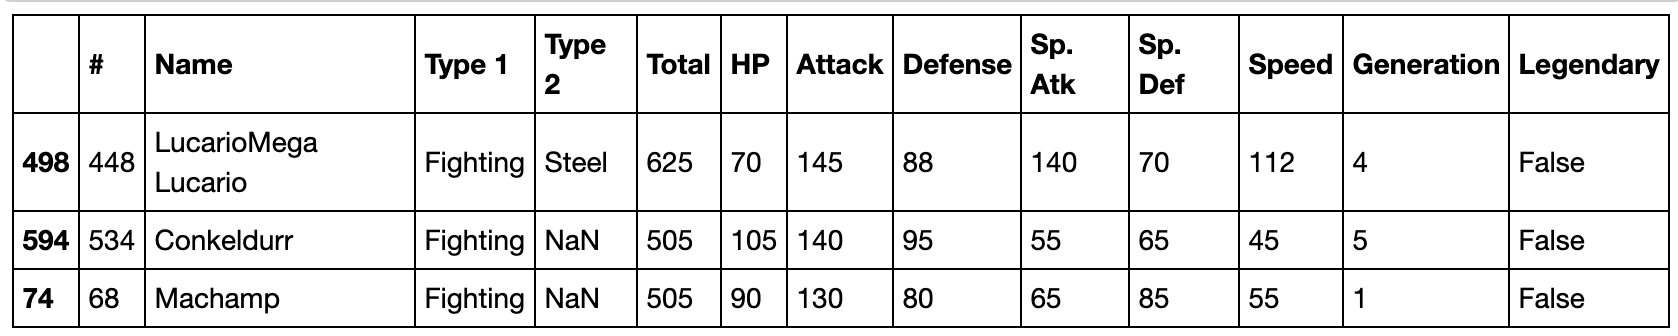 # Name Type 1 Type 2 Total HP Attack Defense Sp. Atk Sp. Def Speed Generation Legendary
498 448 LucarioMega Lucario Fighting Steel 625 70 145 88 140 70 112 4 False
594 534 Conkeldurr Fighting NaN 505 105 140 95 55 65 45 5 False
74 68 Machamp Fighting NaN 505 90 130 80 65 85 55 1 False